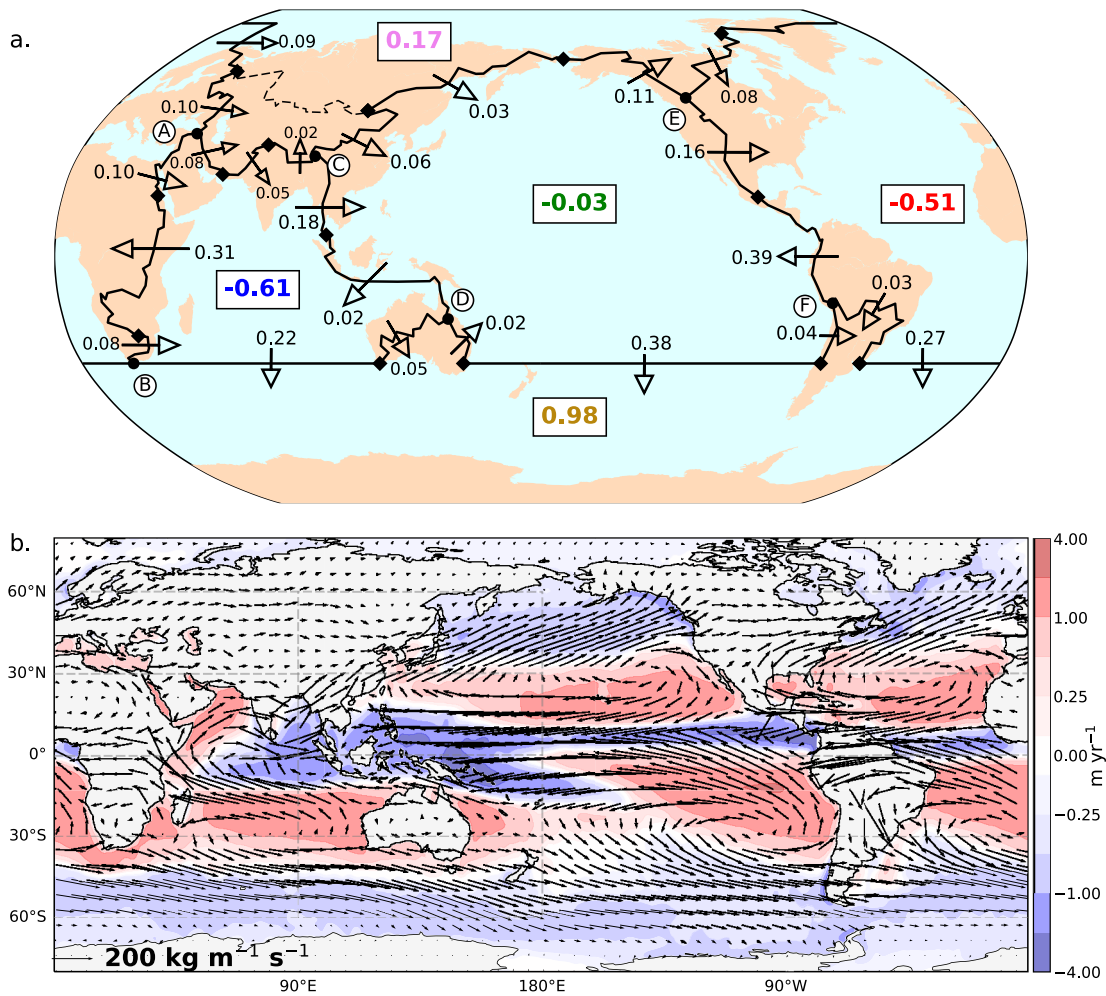 a.
0.17
0.09
0.10
0.03
0.11
0.08
A
0.02
E
0.08
C
0.06
0.16
0.10
0.05
-0.03
-0.51
0.18
0.31
0.39
-0.61
0.03
D
F
0.02
0.02
0.08
0.22
0.05
0.38
0.04
0.27
B
0.98
b.
60°N
30°N
0°
30°S
60°S
200 kg m⁻¹ s⁻¹
90°E
180°E
90°W
4.00
1.00
0.25
0.00
−0.25
−1.00
−4.00
m yr⁻¹